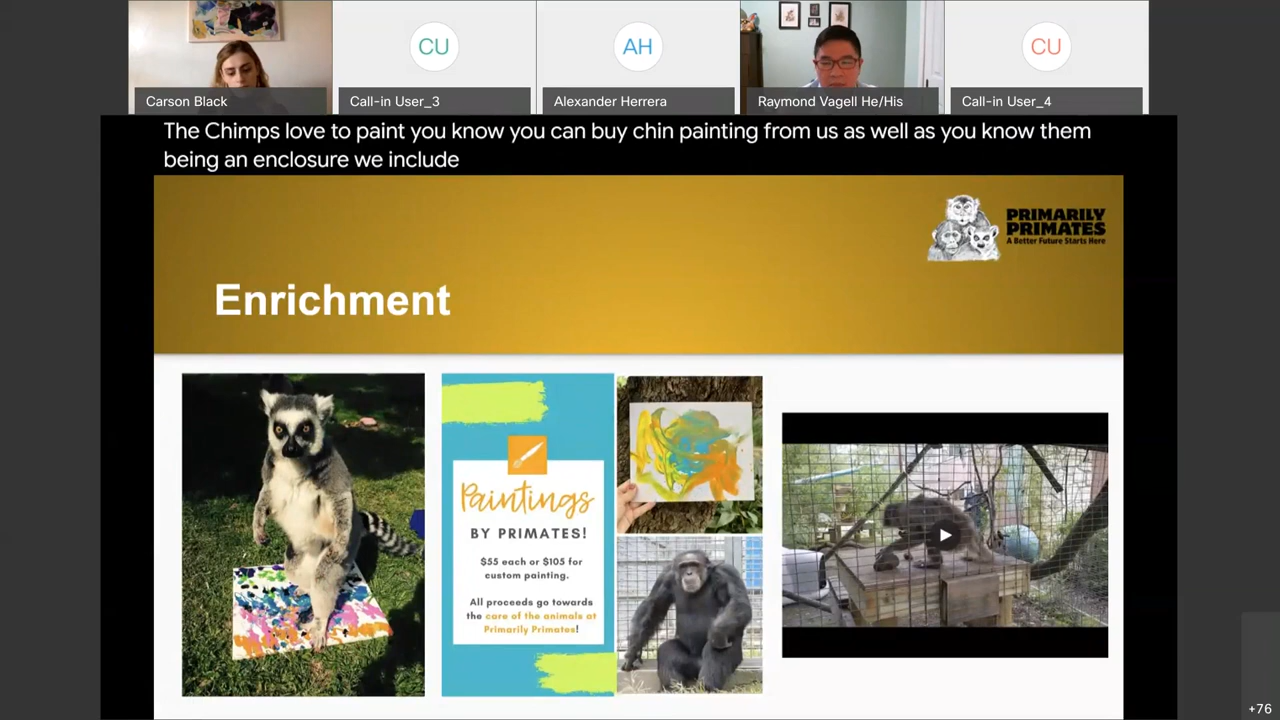 CU
AH
CU
Carson Black
Call-in User_3
Alexander Herrera
Raymond Vagell He/His
Call-in User_4
The Chimps love to paint you know you can buy chin painting from us as well as you know them
being an enclosure we include
PRIMARILY
PRIMATES
A Better Future Starts Here
Enrichment
Paintings
BY PRIMATES!
$55 each or $105 for
custom painting.
All proceeds go towards
the care of the animals at
Primarily Primates!
+76